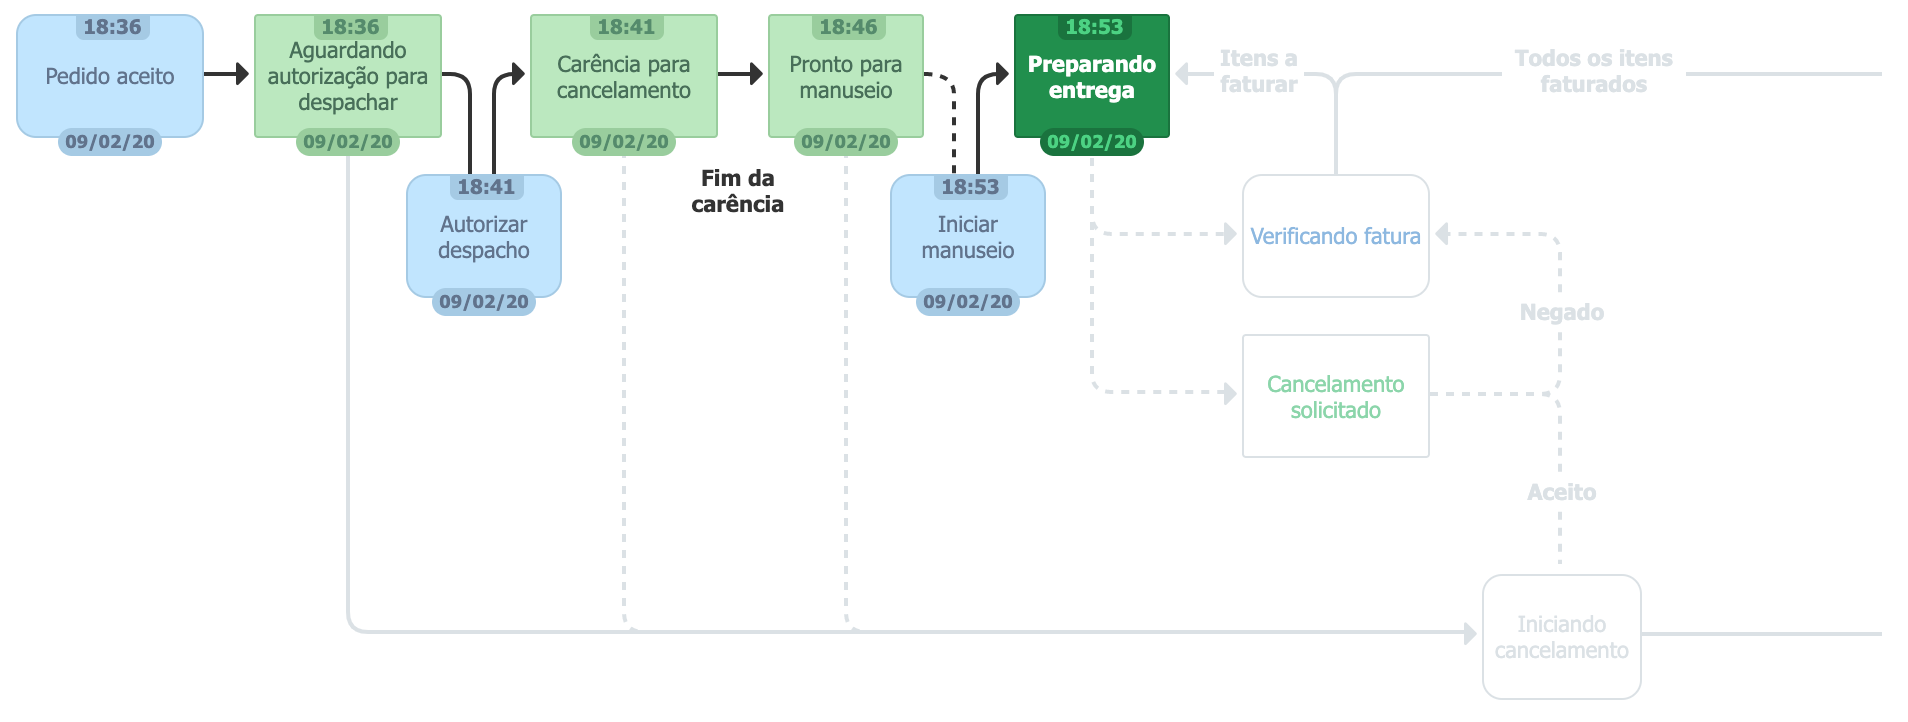 18:36
Pedido aceito
09/02/20
18:36
Aguardando
autorização para
despachar
09/02/20
18:41
Autorizar
despacho
09/02/20
18:41
Carência para
cancelamento
09/02/20
Fim da
carência
18:46
Pronto para
manuseio
09/02/20
18:53
Iniciar
manuseio
09/02/20
18:53
Preparando
entrega
09/02/20
Itens a
faturar
Todos os itens
faturados
Verificando fatura
Negado
Cancelamento
solicitado
Aceito
Iniciando
cancelamento